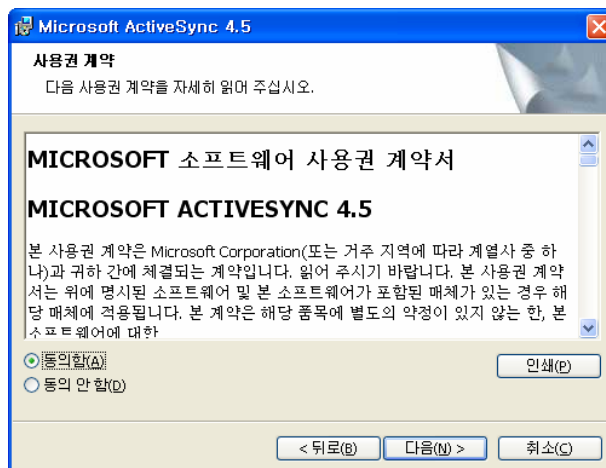 Microsoft ActiveSync 4.5
사용권 계약
다음 사용권 계약을 자세히 읽어 주십시오.
MICROSOFT 소프트웨어 사용권 계약서
MICROSOFT ACTIVESYNC 4.5
본 사용권 계약은 Microsoft Corporation(또는 거주 지역에 따라 계열사 중 하
나)과 귀하 간에 체결되는 계약입니다. 읽어 주시기 바랍니다. 본 사용권 계약
서는 위에 명시된 소프트웨어 및 본 소프트웨어가 포함된 매체가 있는 경우 해
당 매체에 적용됩니다. 본 계약은 해당 품목에 별도의 약정이 있지 않는 한, 본
소프트웨어에 대한
동의함(A)
인쇄(P)
동의 안 함(D)
< 뒤로(B)
다음(N) >
취소(C)